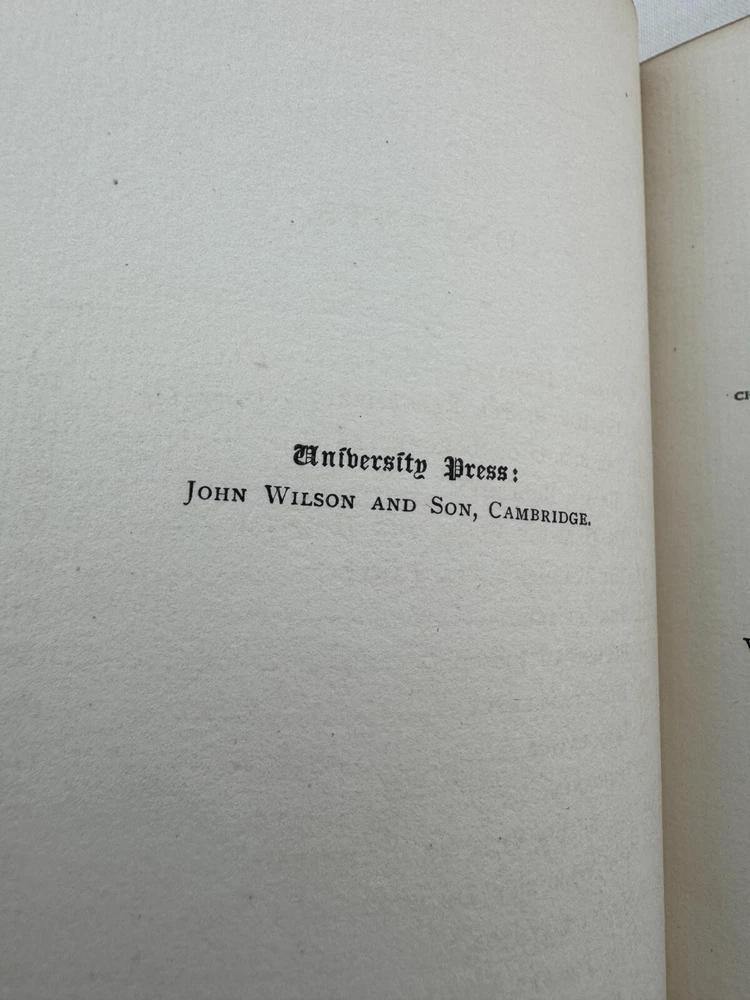 University Press:
JOHN WILSON AND SON, CAMBRIDGE.